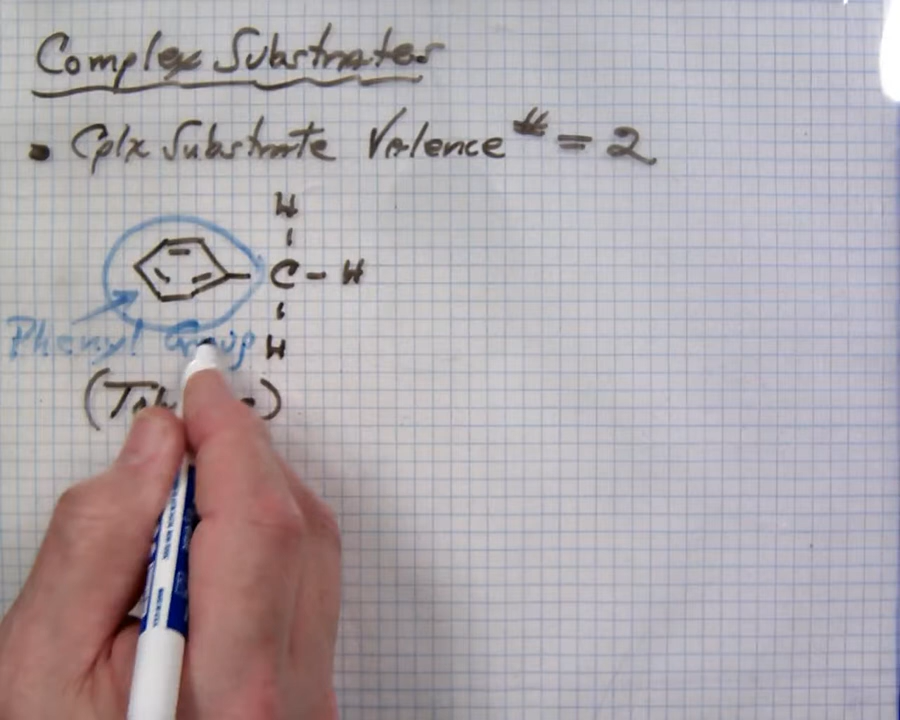 Complex Substrates
• Cplx Substrate Valence # = 2
H
C - H
H
Phenyl Group